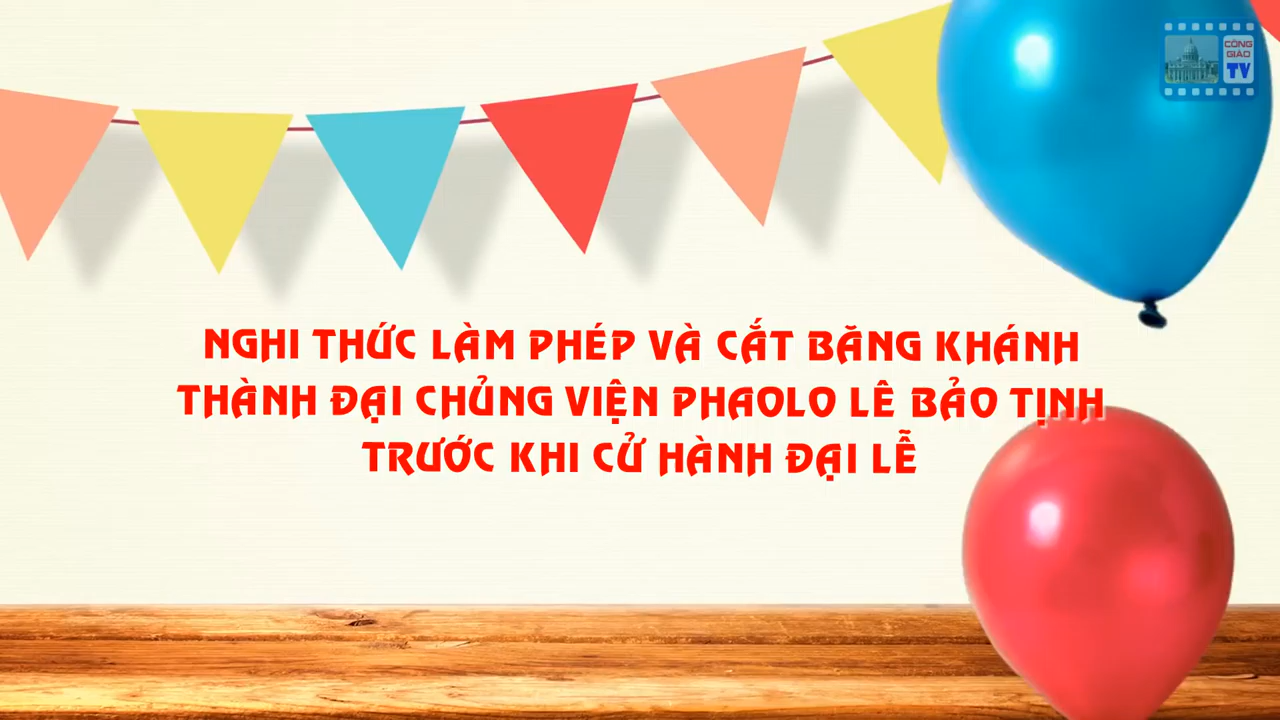 CÔNG
GIÁO
TV
NGHI THỨC LÀM PHÉP VÀ CẮT BĂNG KHÁNH
THÀNH ĐẠI CHỦNG VIỆN PHAOLO LÊ BẢO TỊNH
TRƯỚC KHI CỬ HÀNH ĐẠI LỄ